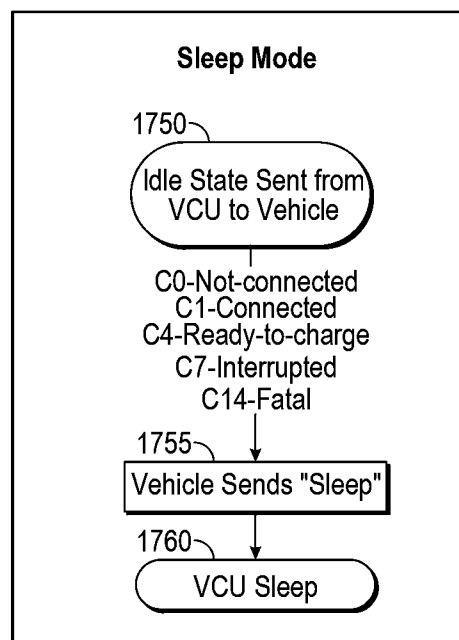 Sleep Mode
1750
Idle State Sent from
VCU to Vehicle
C0-Not-connected
C1-Connected
C4-Ready-to-charge
C7-Interrupted
C14-Fatal
1755
Vehicle Sends "Sleep"
1760
VCU Sleep